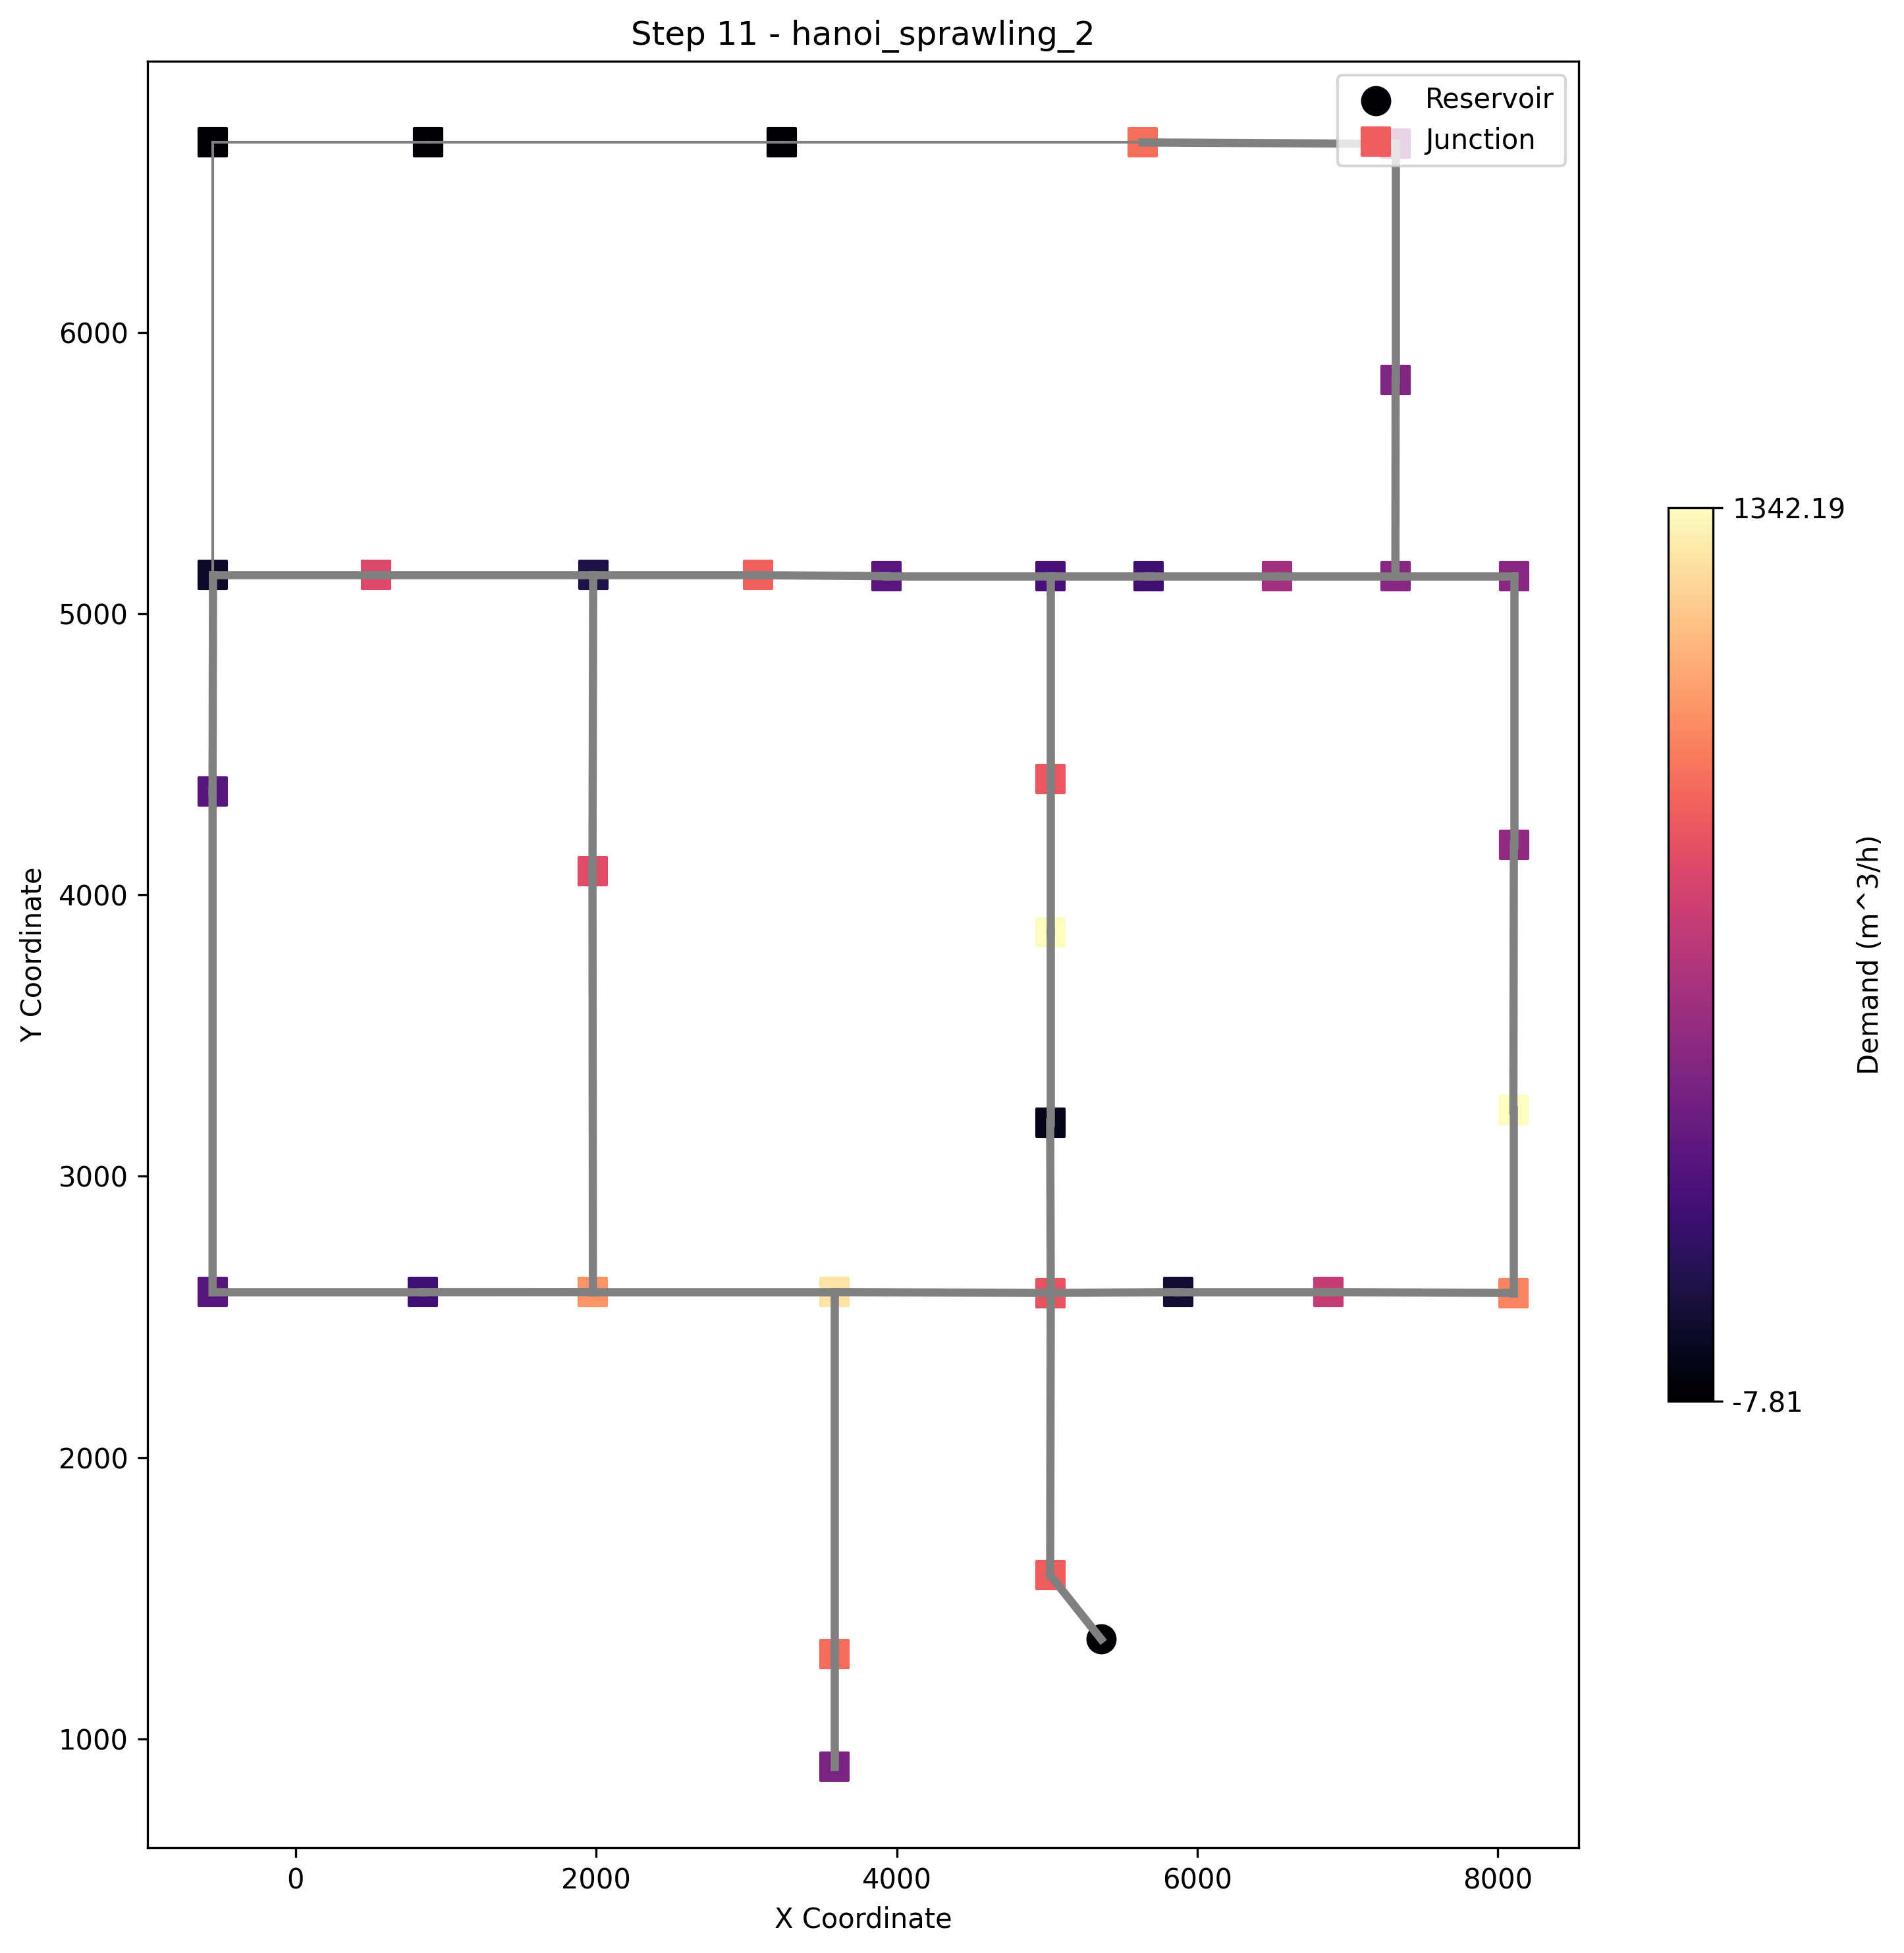 Step 11 - hanoi_sprawling_2
Reservoir
Junction
6000
5000
4000
3000
2000
1000
Y Coordinate
0 2000 4000 6000 8000
X Coordinate
1342.19
-7.81
Demand (m^3/h)